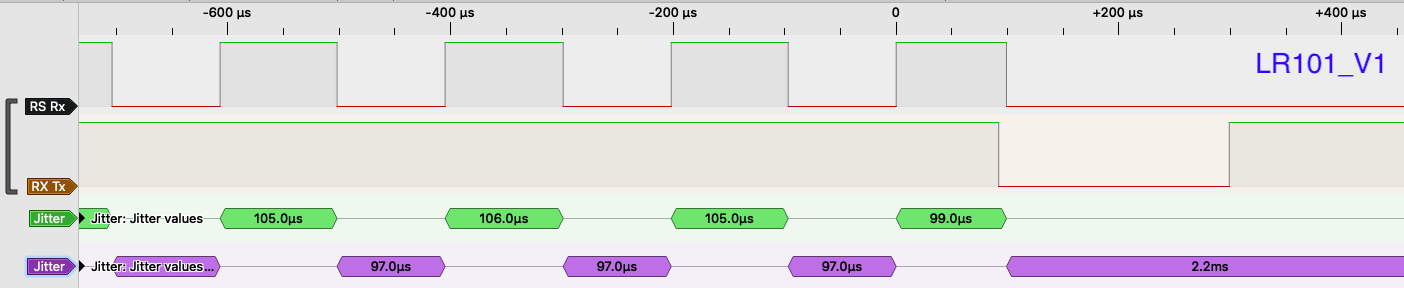 -600 µs -400 µs -200 µs 0 +200 µs +400 µs
LR101_V1
RS Rx
RX Tx
Jitter Jitter: Jitter values 105.0µs 106.0µs 105.0µs 99.0µs
Jitter Jitter: Jitter values... 97.0µs 97.0µs 97.0µs 2.2ms